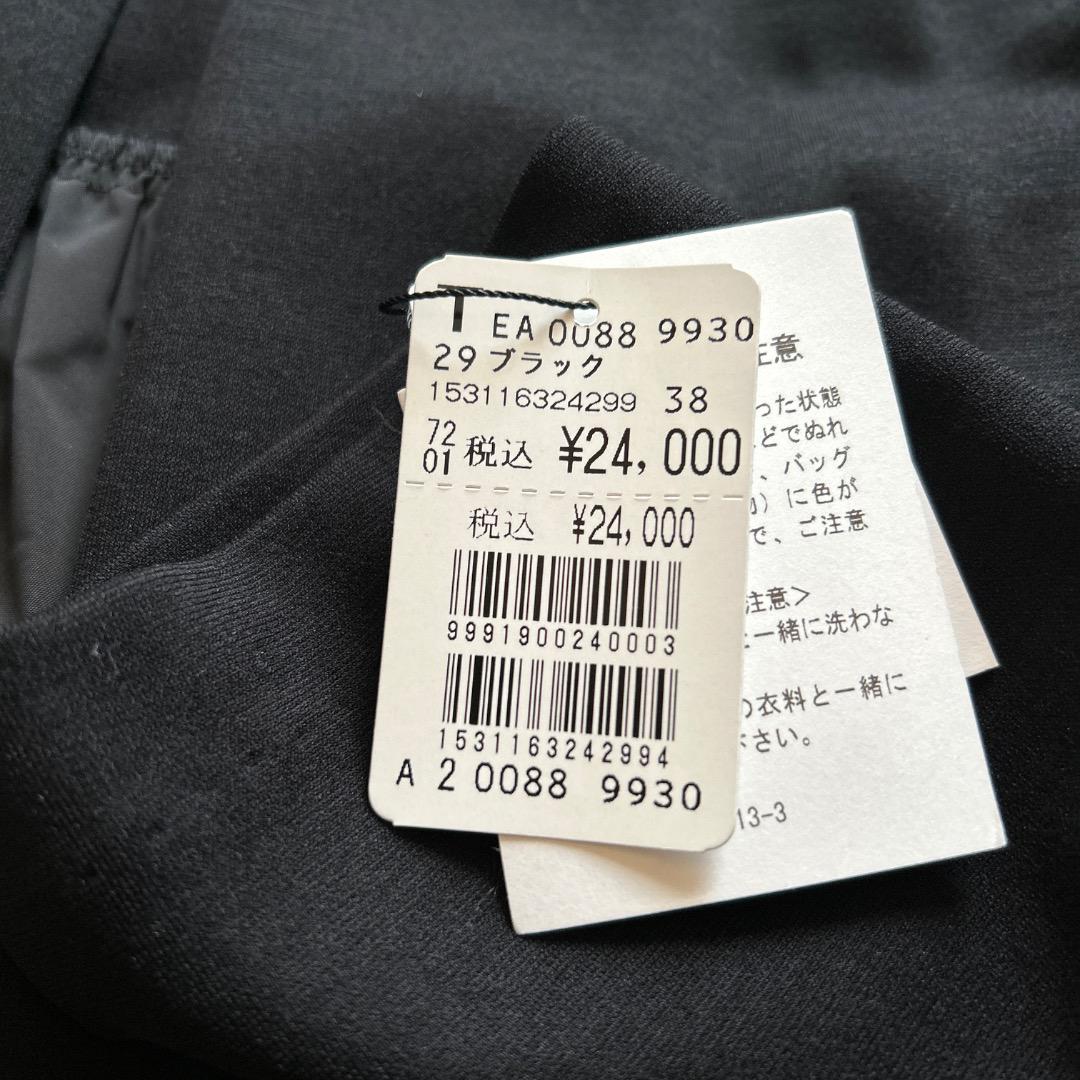 T EA 0088 9930
29 ブラック
153116324299 38
72
01 税込 ¥24,000
税込 ¥24,000
9991900240003
1531163242994
A 2 0088 9930
注意
った状態
どでぬれ
、バッグ
）に色が
で、ご注意
注意>
一緒に洗わな
の衣料と一緒に
さい。
13-3